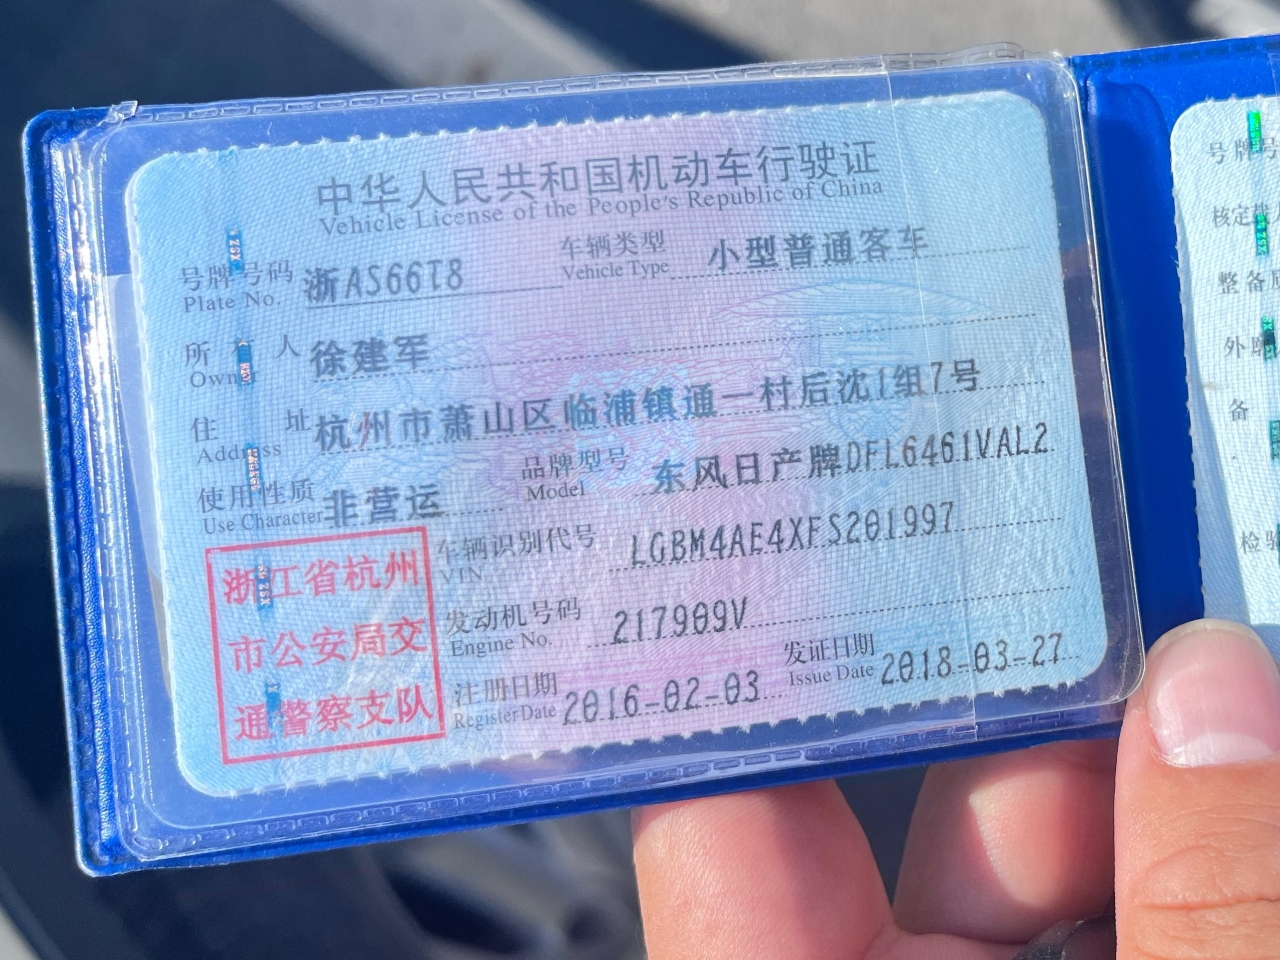 中华人民共和国机动车行驶证
Vehicle License of the People's Republic of China
号牌号码 浙AS66T8 车辆类型 小型普通客车
Plate No. Vehicle Type
所 人 徐建军
住 址 杭州市萧山区临浦镇通一村后沈1组7号
Address
品牌型号 东风日产牌DFL6461VAL2
Model
使用性质 非营运
Use Character
车辆识别代号 LGBM4AE4XFS201997
VIN
发动机号码 217909V
Engine No.
注册日期 2016-02-03 发证日期 2018-03-27
Register Date Issue Date
浙江省杭州
市公安局交
通警察支队
号牌号
核定
整备
外
备
检验